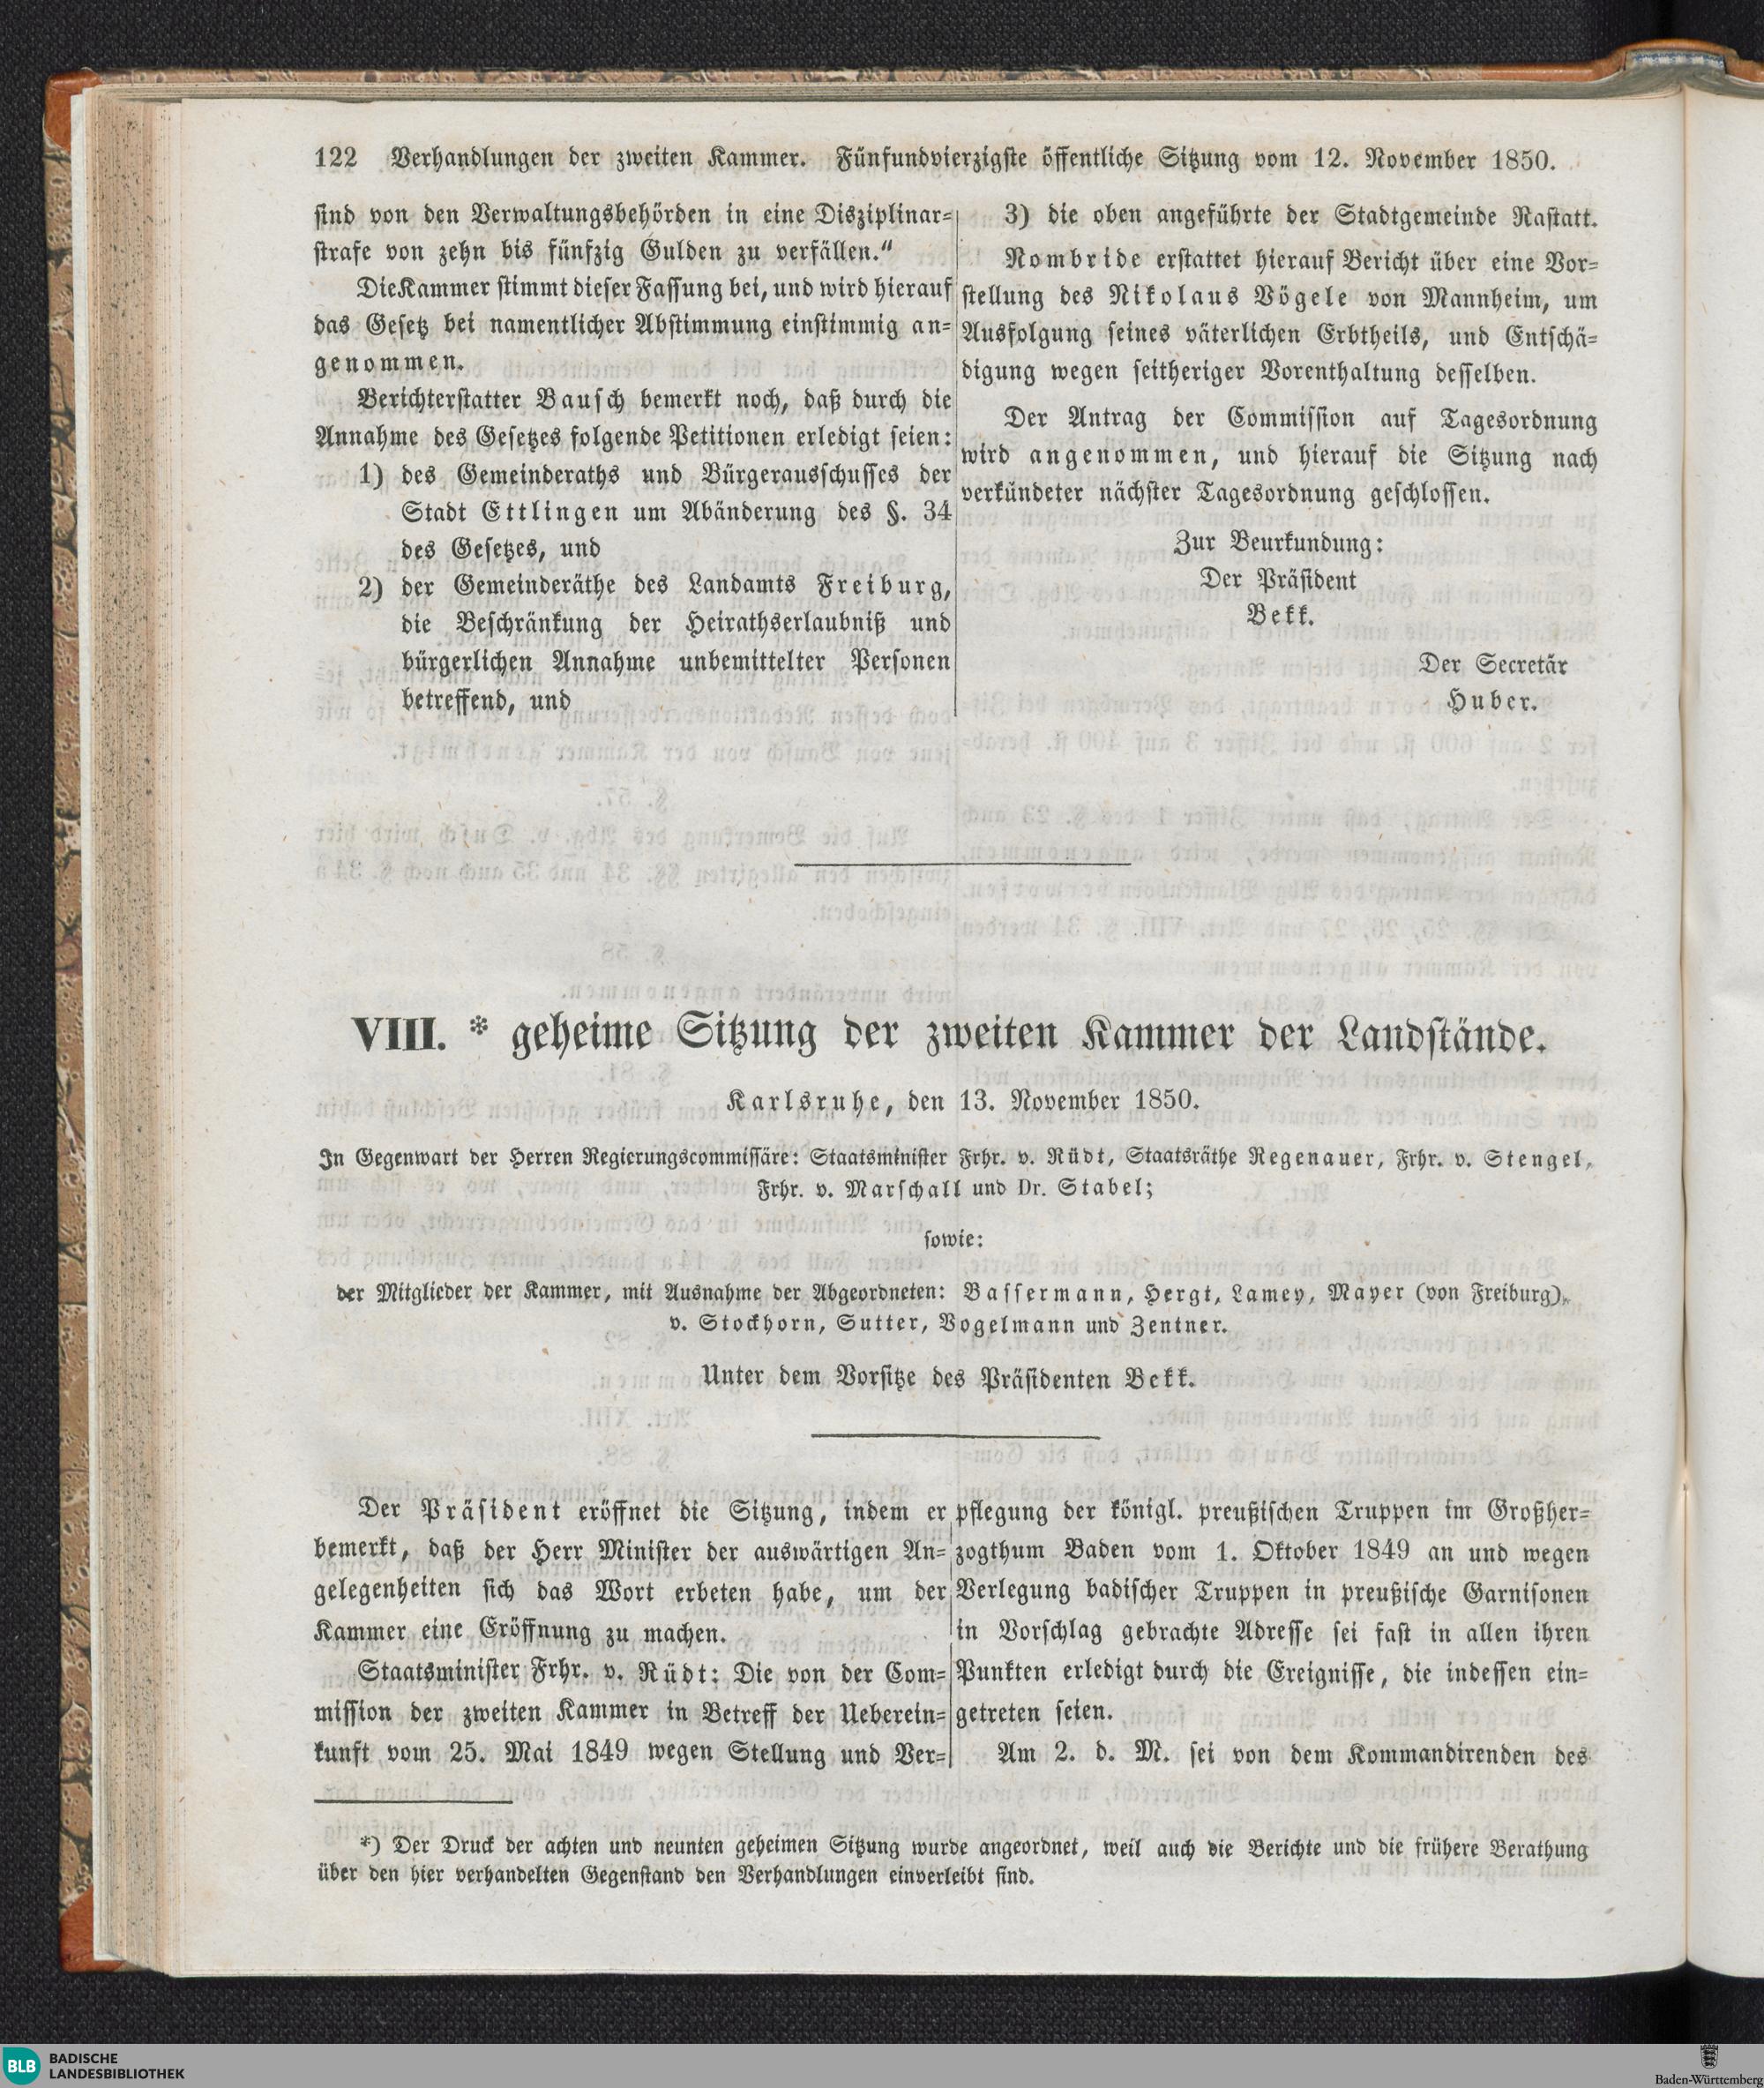 122 Verhandlungen der zweiten Kammer. Fünfundvierzigste öffentliche Sitzung vom 12. November 1850.
sind von den Verwaltungsbehörden in eine Disziplinar-
strafe von zehn bis fünfzig Gulden zu verfällen.“
Die Kammer stimmt dieser Fassung bei, und wird hierauf
das Gesetz bei namentlicher Abstimmung einstimmig an-
genommen.
Berichterstatter Bausch bemerkt noch, daß durch die
Annahme des Gesetzes folgende Petitionen erledigt seien:
1) des Gemeinderaths und Bürgerausschusses der
Stadt Ettlingen um Abänderung des §. 34
des Gesetzes, und
2) der Gemeinderäthe des Landamts Freiburg,
die Beschränkung der Heirathserlaubniß und
bürgerlichen Annahme unbemittelter Personen
betreffend, und
3) die oben angeführte der Stadtgemeinde Rastatt.
Nombride erstattet hierauf Bericht über eine Vor-
stellung des Nikolaus Vögele von Mannheim, um
Ausfolgung seines väterlichen Erbtheils, und Entschä-
digung wegen seitheriger Vorenthaltung desselben.
Der Antrag der Commission auf Tagesordnung
wird angenommen, und hierauf die Sitzung nach
verkündeter nächster Tagesordnung geschlossen.
Zur Beurkundung:
Der Präsident
Bekk.
Der Secretär
Huber.
VIII. * geheime Sitzung der zweiten Kammer der Landstände.
Karlsruhe, den 13. November 1850.
In Gegenwart der Herren Regierungscommissäre: Staatsminister Frhr. v. Rüdt, Staatsräthe Regenauer, Frhr. v. Stengel,
Frhr. v. Marschall und Dr. Stabel;
sowie:
der Mitglieder der Kammer, mit Ausnahme der Abgeordneten: Bassermann, Hergt, Lamey, Mayer (von Freiburg),
v. Stockhorn, Sutter, Vogelmann und Zentner.
Unter dem Vorsitze des Präsidenten Bekk.
Der Präsident eröffnet die Sitzung, indem er
bemerkt, daß der Herr Minister der auswärtigen An-
gelegenheiten sich das Wort erbeten habe, um der
Kammer eine Eröffnung zu machen.
Staatsminister Frhr. v. Rüdt: Die von der Com-
mission der zweiten Kammer in Betreff der Ueberein-
kunft vom 25. Mai 1849 wegen Stellung und Ver-
pflegung der königl. preußischen Truppen im Großher-
zogthum Baden vom 1. Oktober 1849 an und wegen
Verlegung badischer Truppen in preußische Garnisonen
in Vorschlag gebrachte Adresse sei fast in allen ihren
Punkten erledigt durch die Ereignisse, die indessen ein-
getreten seien.
Am 2. d. M. sei von dem Kommandirenden des
*) Der Druck der achten und neunten geheimen Sitzung wurde angeordnet, weil auch die Berichte und die frühere Berathung
über den hier verhandelten Gegenstand den Verhandlungen einverleibt sind.
BLB BADISCHE
LANDESBIBLIOTHEK
Baden-Württemberg